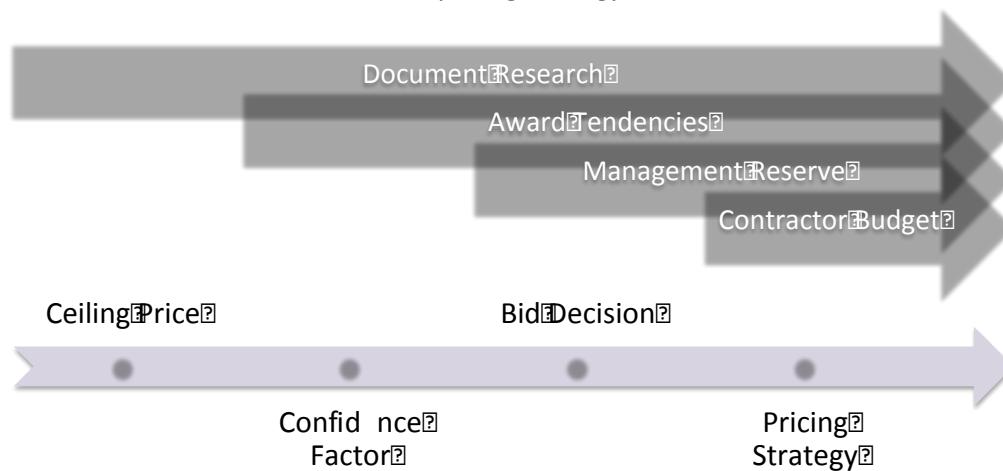 Document Research
Award Tendencies
Management Reserve
Contractor Budget
Ceiling Price
Bid Decision
Confid nce
Factor
Pricing
Strategy